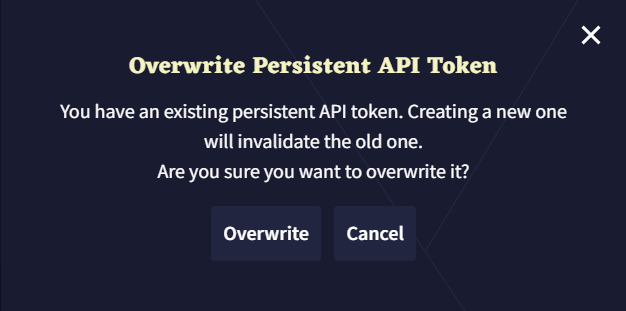 Overwrite Persistent API Token
You have an existing persistent API token. Creating a new one
will invalidate the old one.
Are you sure you want to overwrite it?
Overwrite Cancel